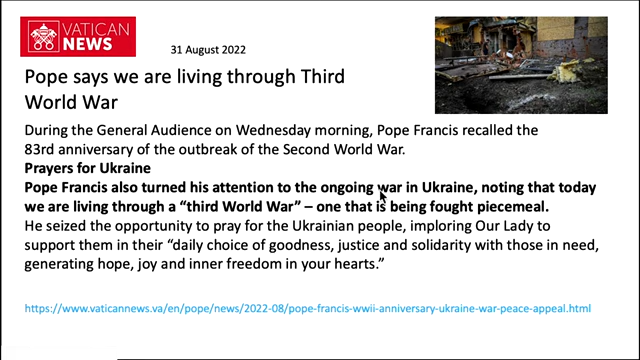 VATICAN
NEWS
31 August 2022
Pope says we are living through Third
World War
During the General Audience on Wednesday morning, Pope Francis recalled the
83rd anniversary of the outbreak of the Second World War.
Prayers for Ukraine
Pope Francis also turned his attention to the ongoing war in Ukraine, noting that today
we are living through a “third World War” – one that is being fought piecemeal.
He seized the opportunity to pray for the Ukrainian people, imploring Our Lady to
support them in their “daily choice of goodness, justice and solidarity with those in need,
generating hope, joy and inner freedom in your hearts.”
https://www.vaticannews.va/en/pope/news/2022-08/pope-francis-wwii-anniversary-ukraine-war-peace-appeal.html